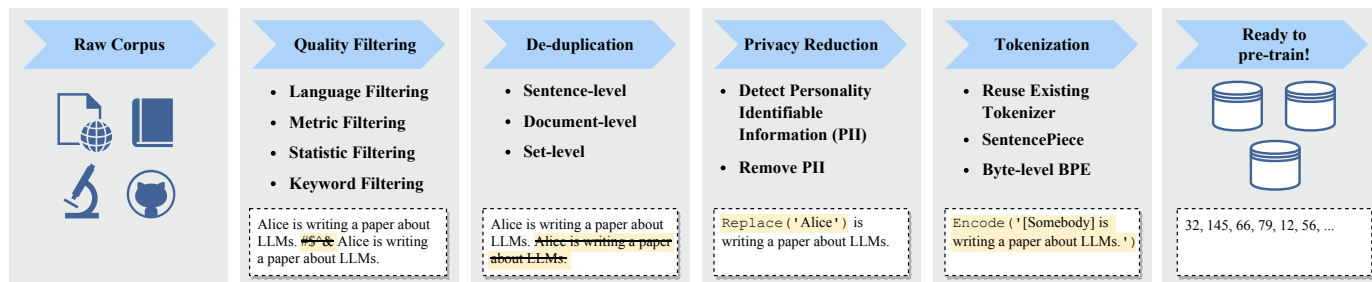 Raw Corpus
Quality Filtering
• Language Filtering
• Metric Filtering
• Statistic Filtering
• Keyword Filtering
Alice is writing a paper about
LLMs. #$^& Alice is writing
a paper about LLMs.
De-duplication
• Sentence-level
• Document-level
• Set-level
Alice is writing a paper about
LLMs. Alice is writing a paper
about LLMs.
Privacy Reduction
• Detect Personality
Identifiable
Information (PII)
• Remove PII
Replace('Alice') is
writing a paper about LLMs.
Tokenization
• Reuse Existing
Tokenizer
• SentencePiece
• Byte-level BPE
Encode('[Somebody] is
writing a paper about LLMs.')
Ready to
pre-train!
32, 145, 66, 79, 12, 56, ...